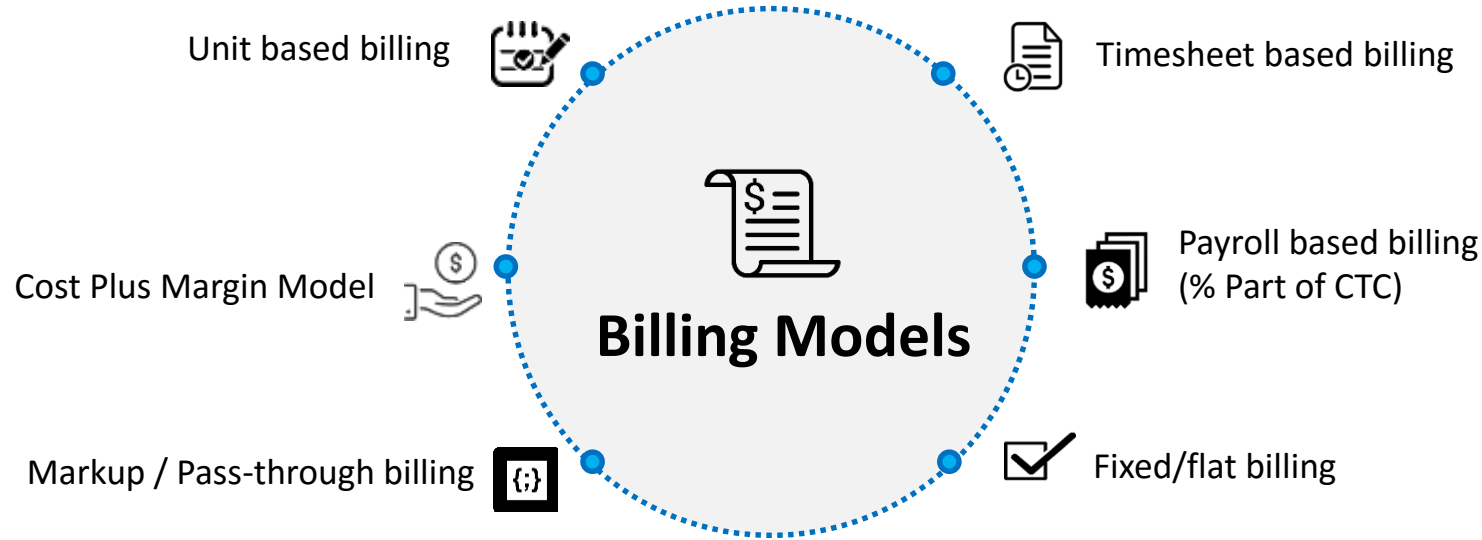 Unit based billing
Timesheet based billing
Cost Plus Margin Model
$
$
Billing Models
$
Payroll based billing
(% Part of CTC)
Markup / Pass-through billing
{;}
Fixed/flat billing